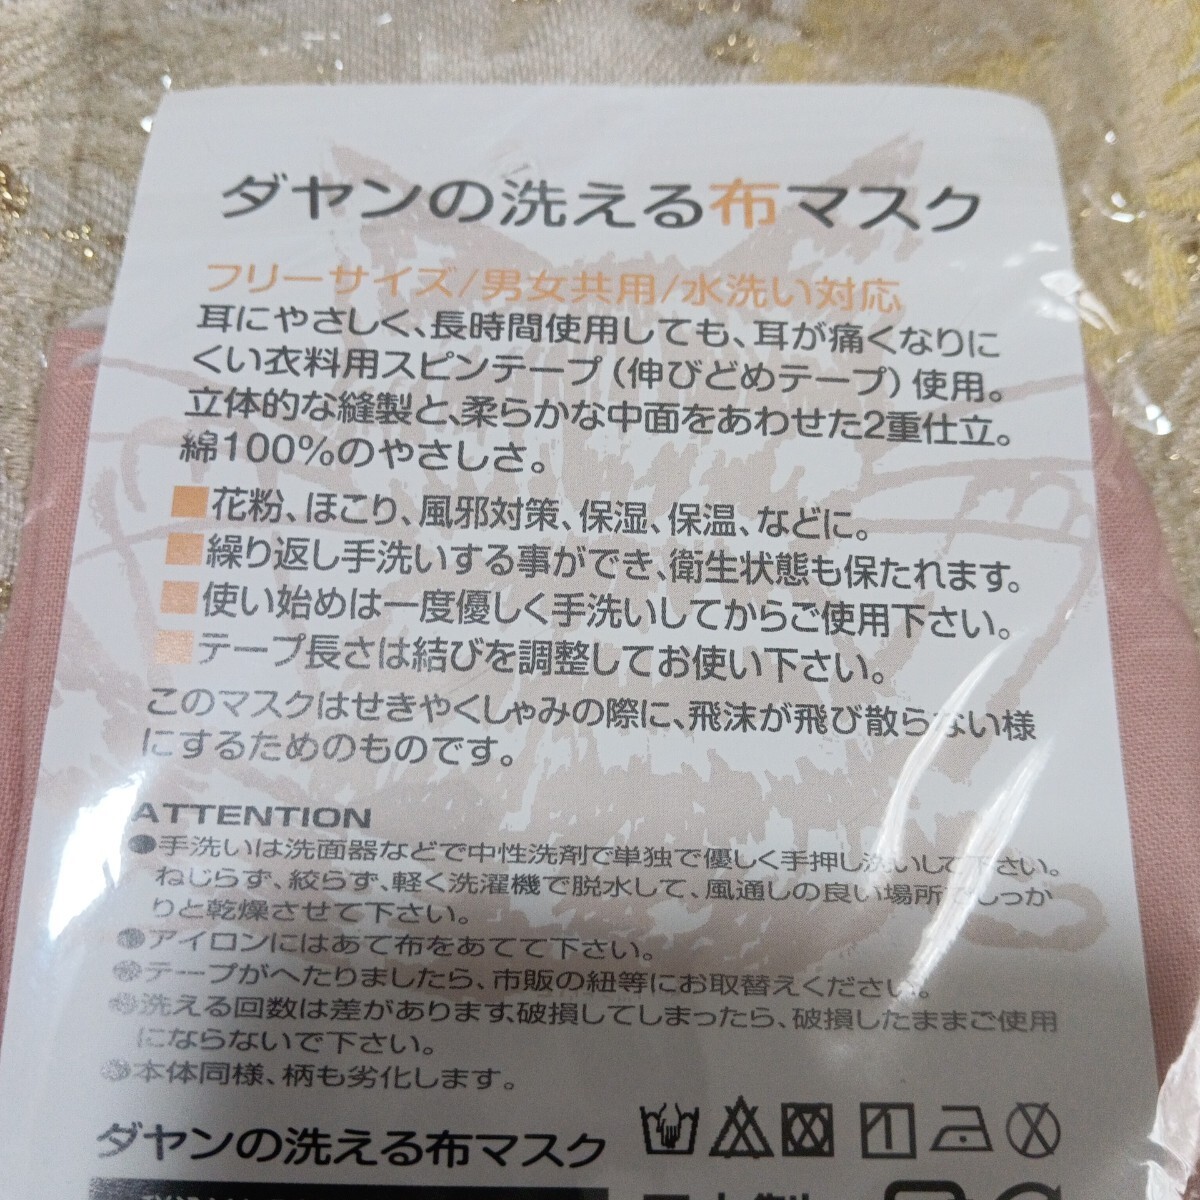 ダヤンの洗える布マスク
フリーサイズ/男女共用/水洗い対応
耳にやさしく、長時間使用しても、耳が痛くなりに
くい衣料用スピンテープ(伸びどめテープ)使用。
立体的な縫製と、柔らかな中面をあわせた2重仕立。
綿100%のやさしさ。
■花粉、ほこり、風邪対策、保湿、保温、などに。
■繰り返し手洗いする事ができ、衛生状態も保たれます。
■使い始めは一度優しく手洗いしてからご使用下さい。
■テープ長さは結びを調整してお使い下さい。
このマスクはせきやくしゃみの際に、飛沫が飛び散らない様
にするためのものです。
ATTENTION
●手洗いは洗面器などで中性洗剤で単独で優しく手押し洗いして下さい。
ねじらず、絞らず、軽く洗濯機で脱水して、風通しの良い場所でしっか
りと乾燥させて下さい。
●アイロンにはあて布をあてて下さい。
●テープがへたりましたら、市販の紐等にお取替えください。
●洗える回数は差があります、破損してしまったら、破損したままご使用
にならないで下さい。
●本体同様、柄も劣化します。
ダヤンの洗える布マスク